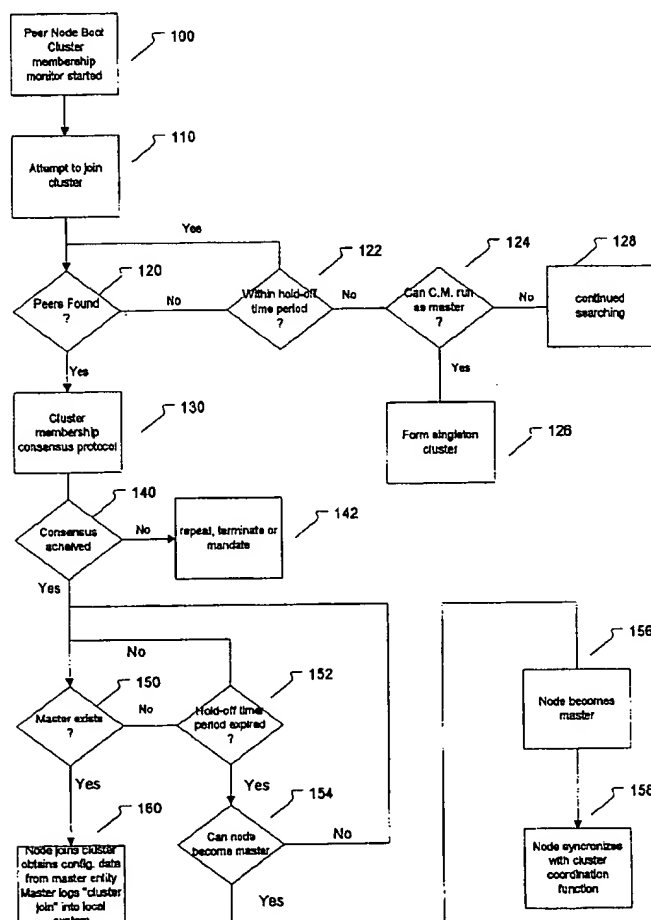 Peer Node Boot
Cluster
membership
monitor started
100
Attempt to join
cluster
110
Yes
Peers Found
?
120
No
Within hold-off
time period
?
122
No
Can C.M. run
as master
?
124
No
continued
searching
128
Yes
Yes
Form singleton
cluster
126
Cluster
membership
consensus protocol
130
Consensus
acheived
140
No
repeat, terminate or
mandate
142
Yes
No
Master exists
?
150
No
Hold-off time
period expired
?
152
Node becomes
master
156
Yes
Yes
Can node
become master
154
No
Yes
Node syncronizes
with cluster
coordination
function
158
160
Node joins cluster
obtains config. data
from master entity
Master logs "cluster
join" into local
system